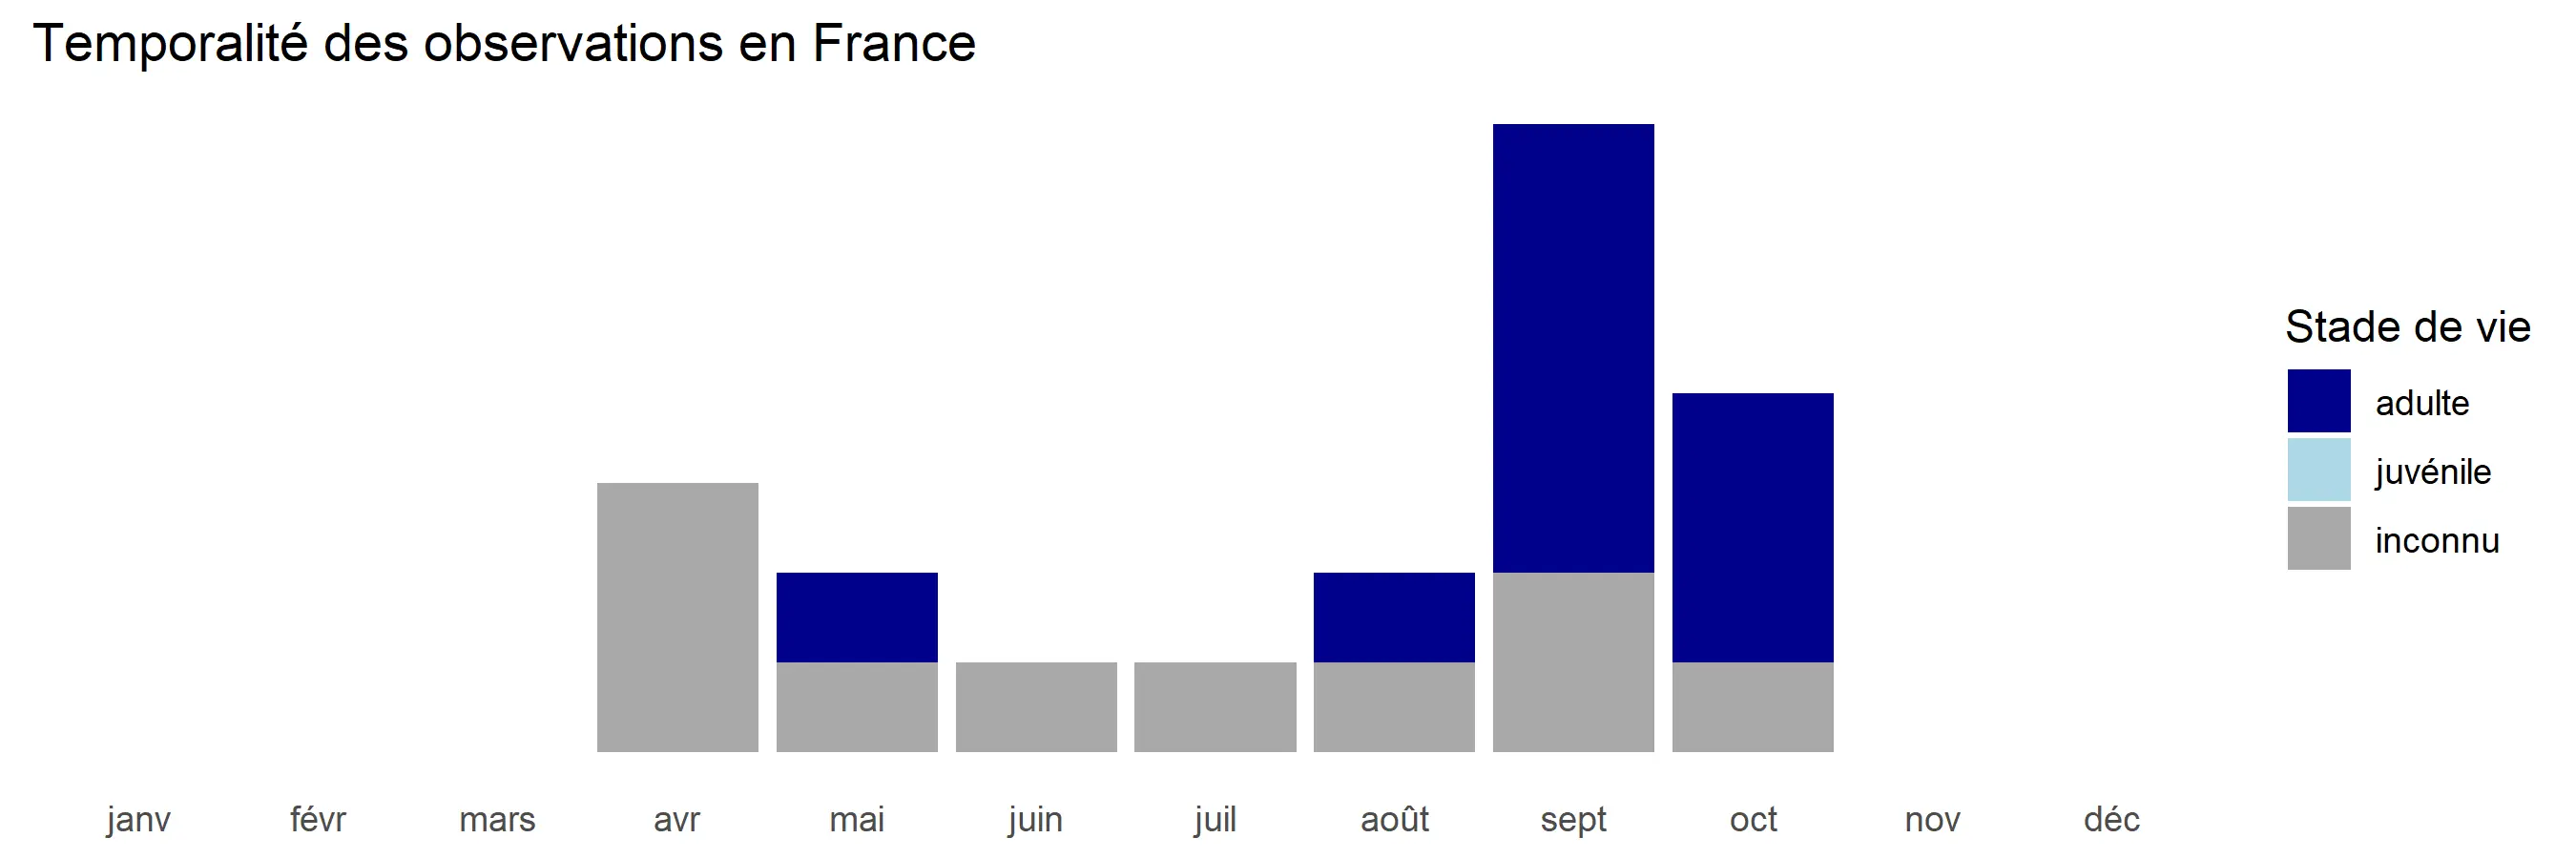 Temporalité des observations en France
Stade de vie
adulte
juvénile
inconnu
janv févr mars avr mai juin juil août sept oct nov déc